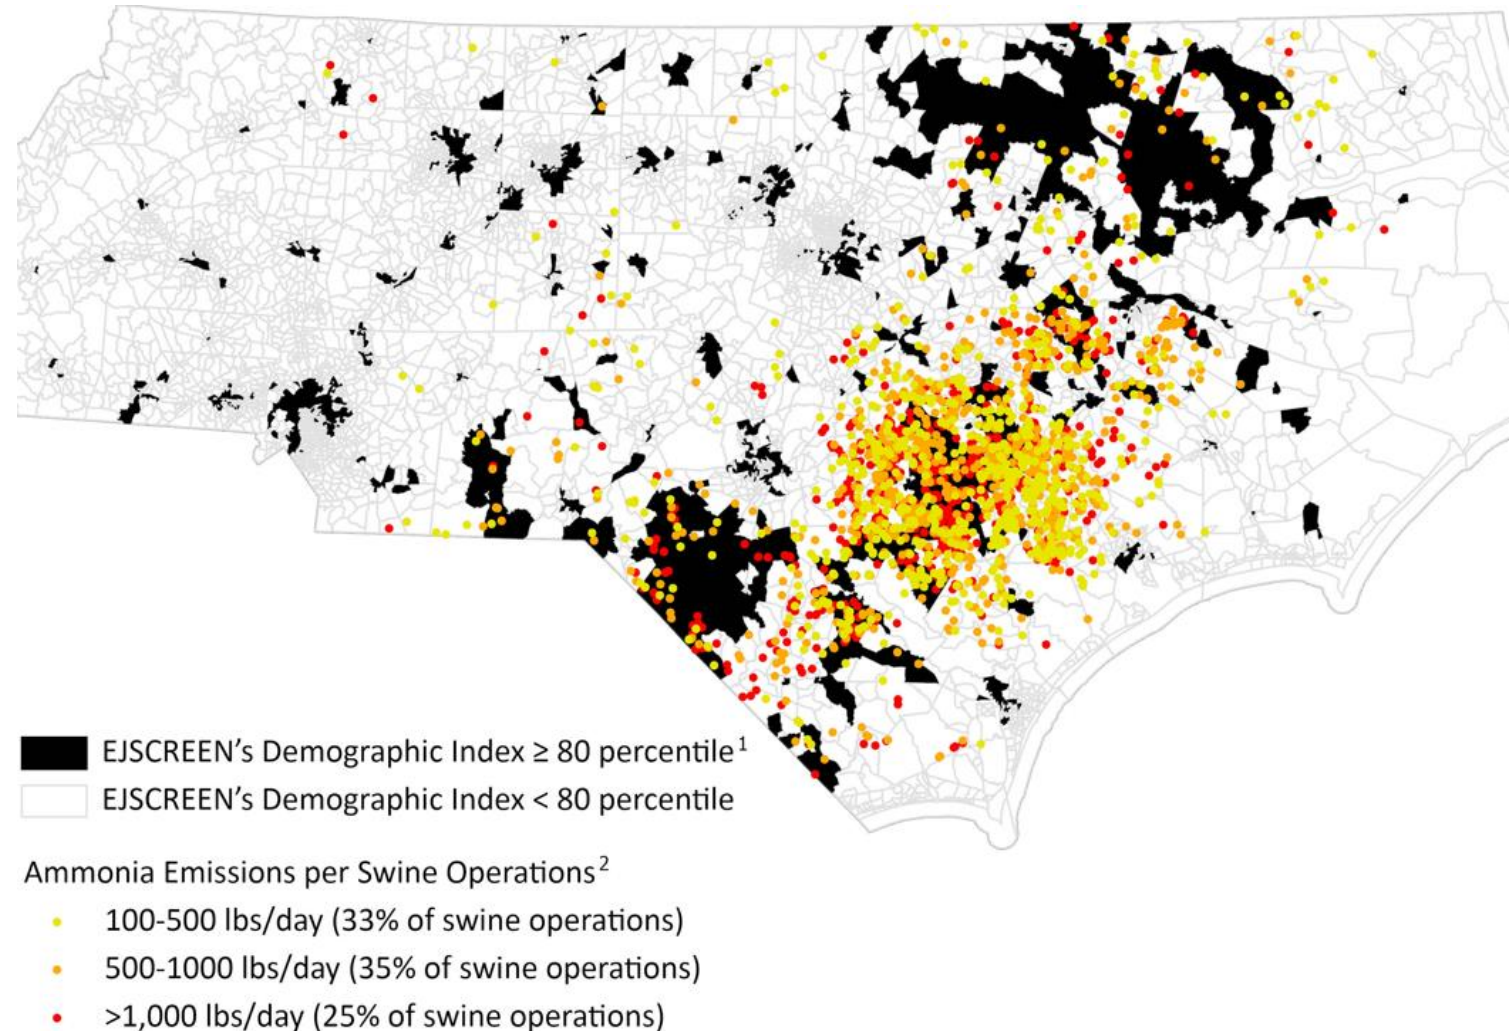 EJSCREEN's Demographic Index ≥ 80 percentile¹
EJSCREEN's Demographic Index < 80 percentile
Ammonia Emissions per Swine Operations²
100-500 lbs/day (33% of swine operations)
500-1000 lbs/day (35% of swine operations)
>1,000 lbs/day (25% of swine operations)